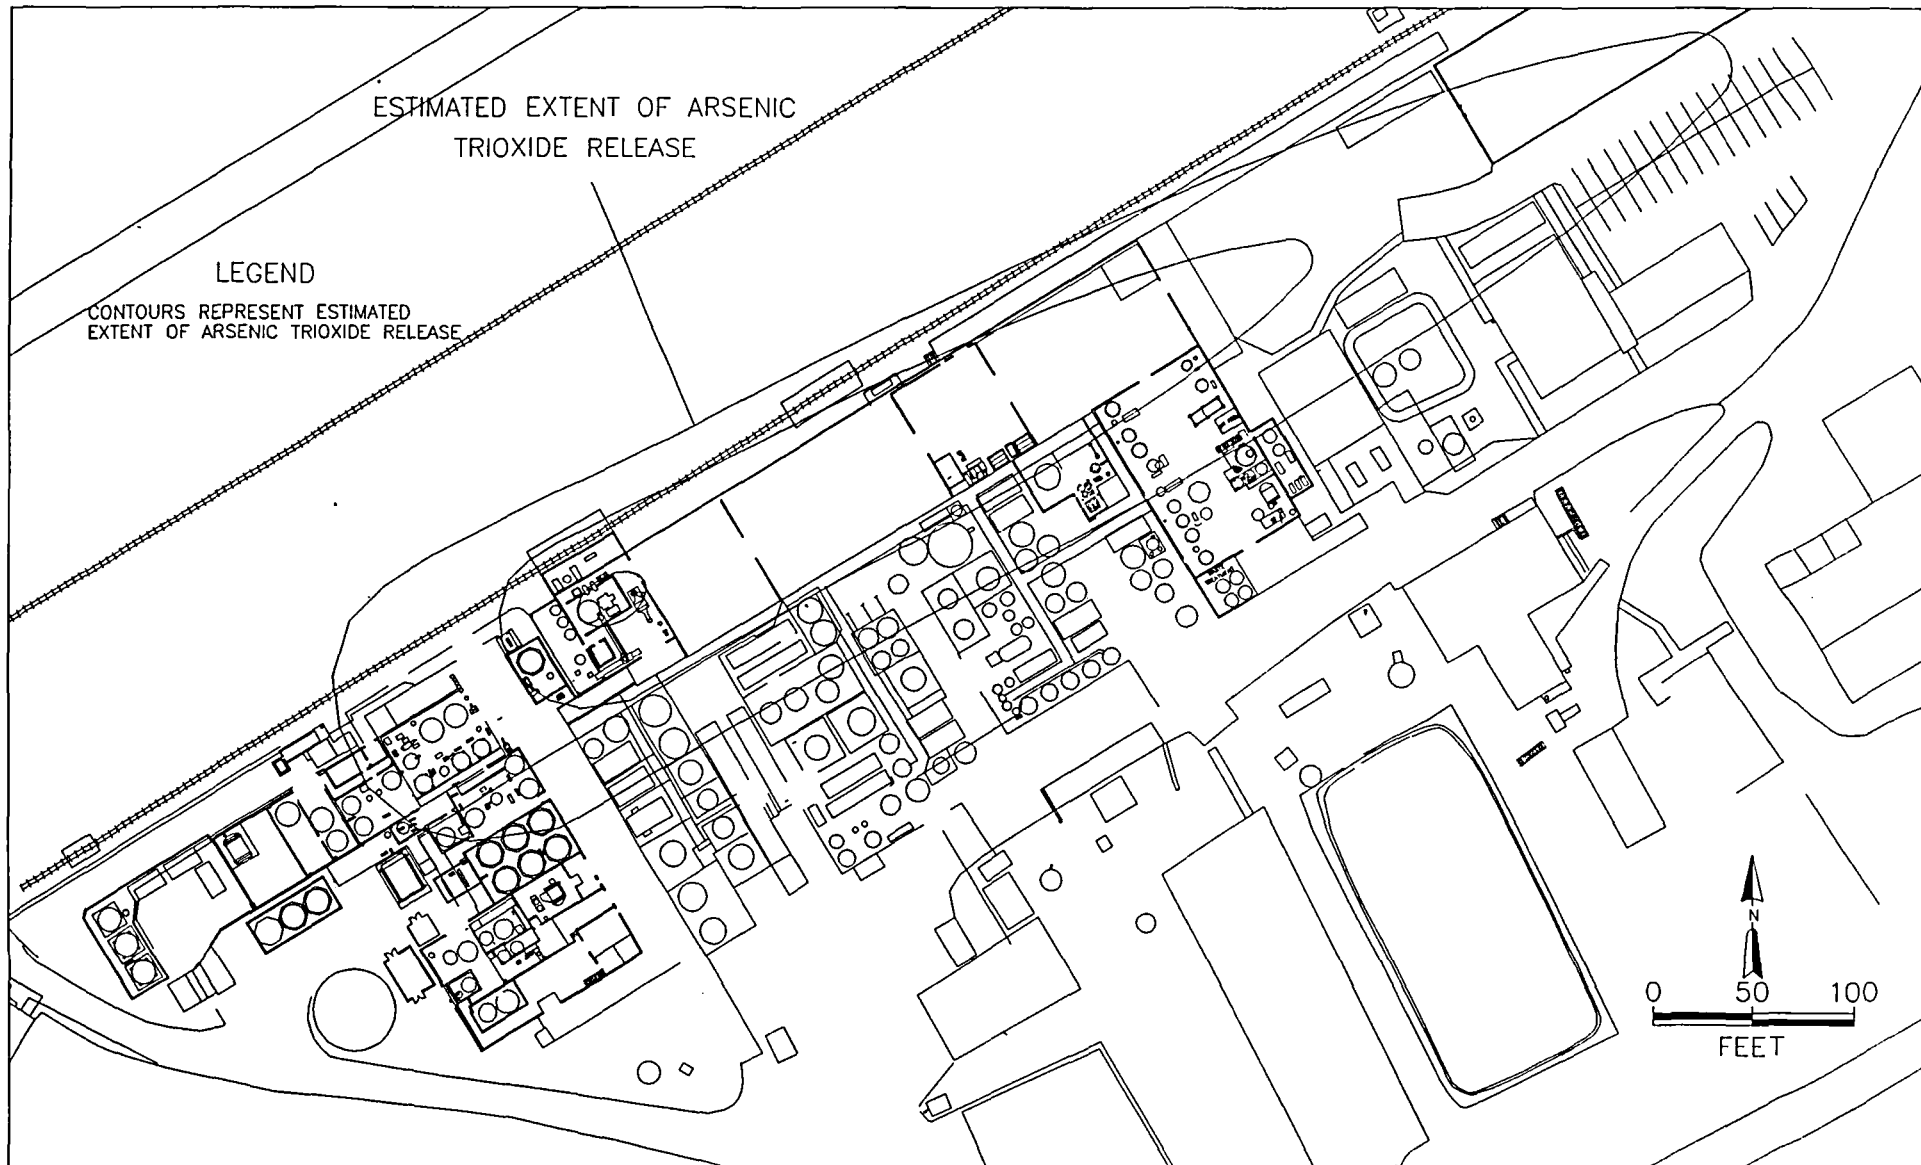 ESTIMATED EXTENT OF ARSENIC
TRIOXIDE RELEASE
LEGEND
CONTOURS REPRESENT ESTIMATED
EXTENT OF ARSENIC TRIOXIDE RELEASE
N
0 50 100
FEET